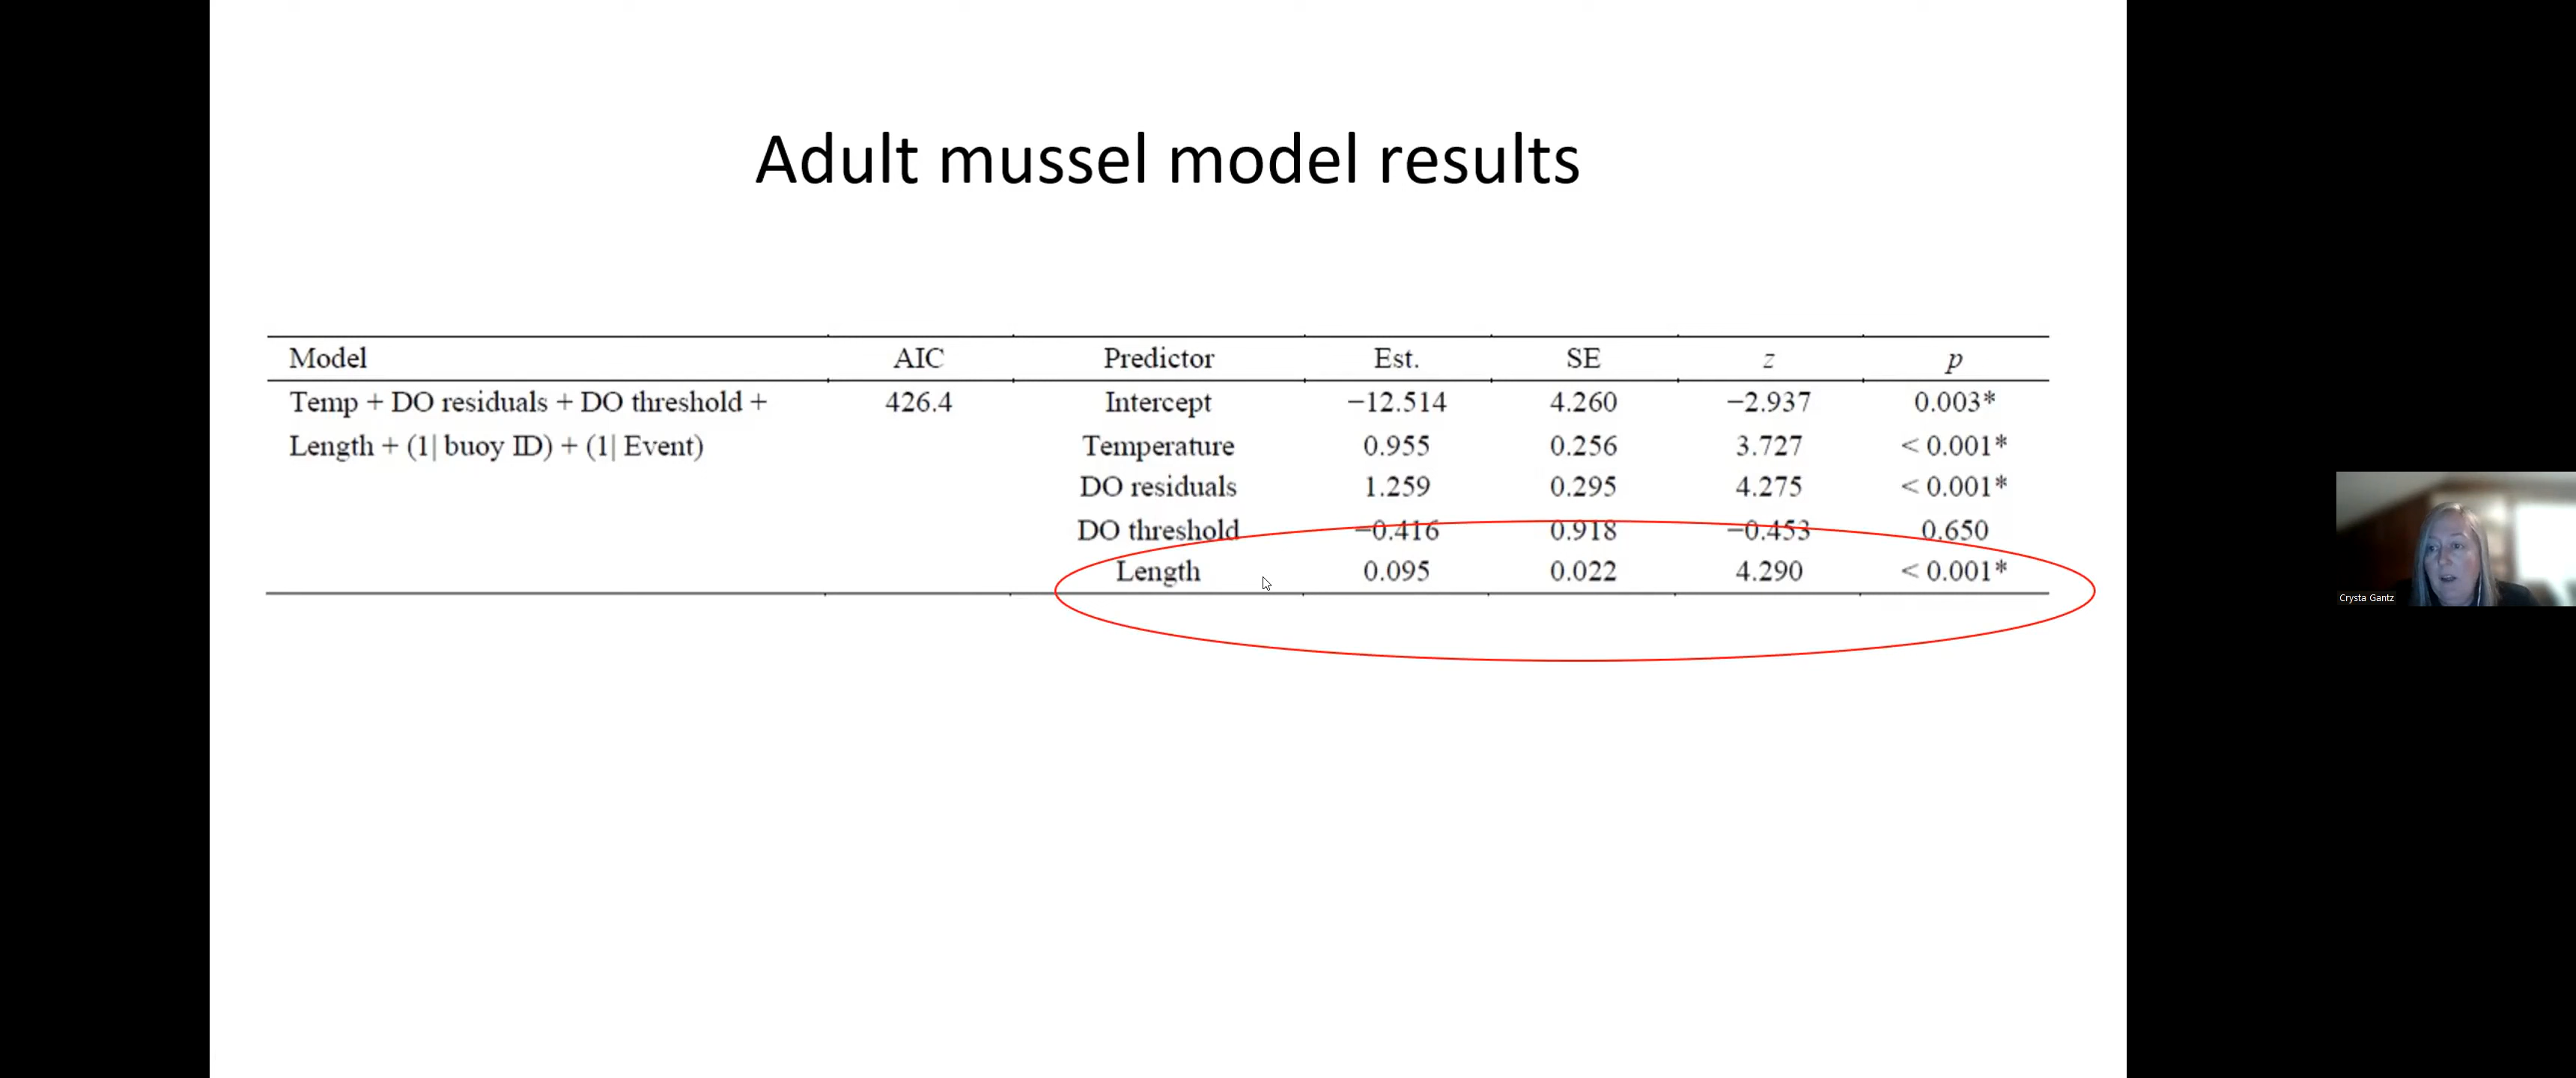 Adult mussel model results
Model AIC Predictor Est. SE z p
Temp + DO residuals + DO threshold + 426.4 Intercept −12.514 4.260 −2.937 0.003*
Length + (1| buoy ID) + (1| Event) Temperature 0.955 0.256 3.727 < 0.001*
DO residuals 1.259 0.295 4.275 < 0.001*
DO threshold −0.416 0.918 −0.453 0.650
Length 0.095 0.022 4.290 < 0.001*
Crysta Gantz